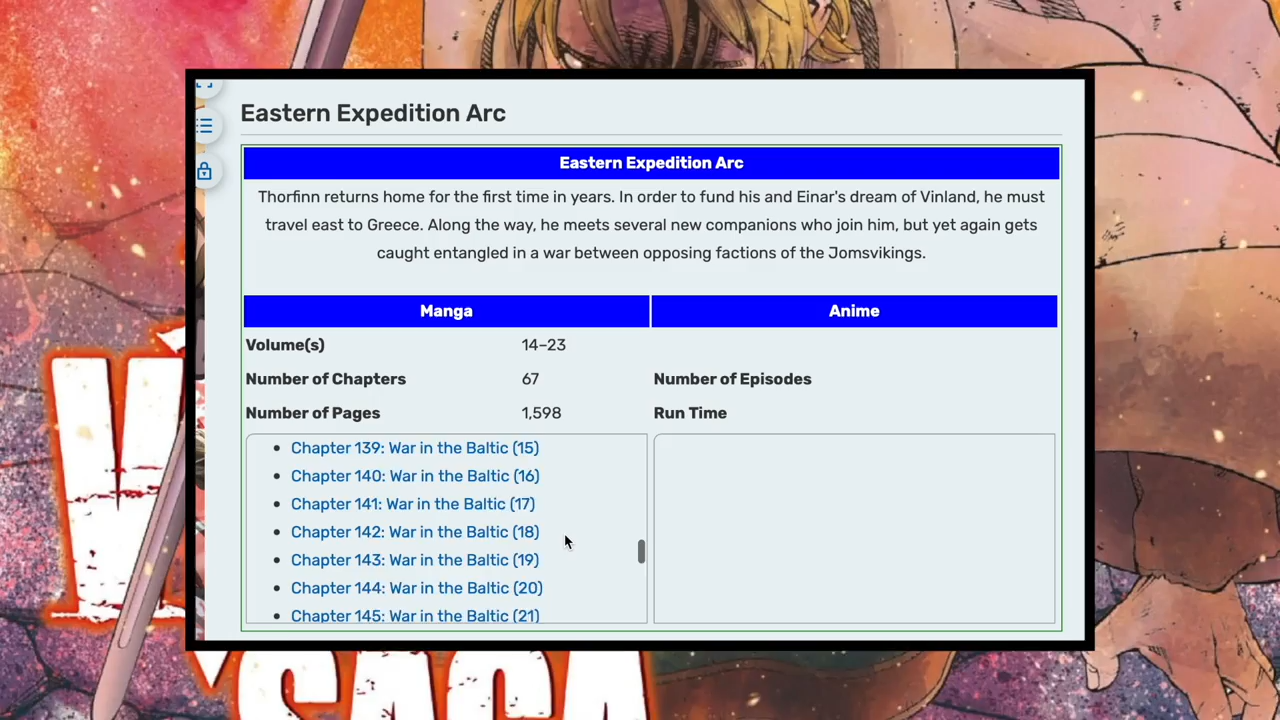 Eastern Expedition Arc
Eastern Expedition Arc
Thorfinn returns home for the first time in years. In order to fund his and Einar's dream of Vinland, he must
travel east to Greece. Along the way, he meets several new companions who join him, but yet again gets
caught entangled in a war between opposing factions of the Jomsvikings.
Manga Anime
Volume(s) 14–23
Number of Chapters 67 Number of Episodes
Number of Pages 1,598 Run Time
Chapter 139: War in the Baltic (15)
Chapter 140: War in the Baltic (16)
Chapter 141: War in the Baltic (17)
Chapter 142: War in the Baltic (18)
Chapter 143: War in the Baltic (19)
Chapter 144: War in the Baltic (20)
Chapter 145: War in the Baltic (21)
SAGA